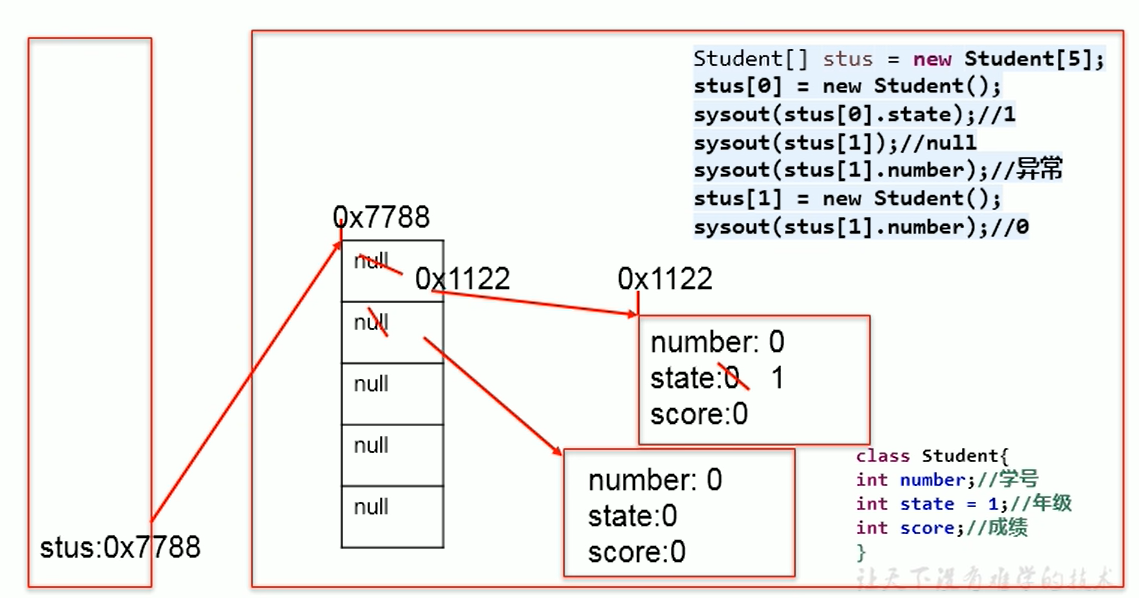 Student[] stus = new Student[5];
stus[0] = new Student();
sysout(stus[0].state);//1
sysout(stus[1]);//null
sysout(stus[1].number);//异常
stus[1] = new Student();
sysout(stus[1].number);//0
0x7788
null
0x1122
0x1122
null
null
null
null
number: 0
state:0 1
score:0
number: 0
state:0
score:0
class Student{
int number;//学号
int state = 1;//年级
int score;//成绩
}
stus:0x7788
让天下没有难学的技术